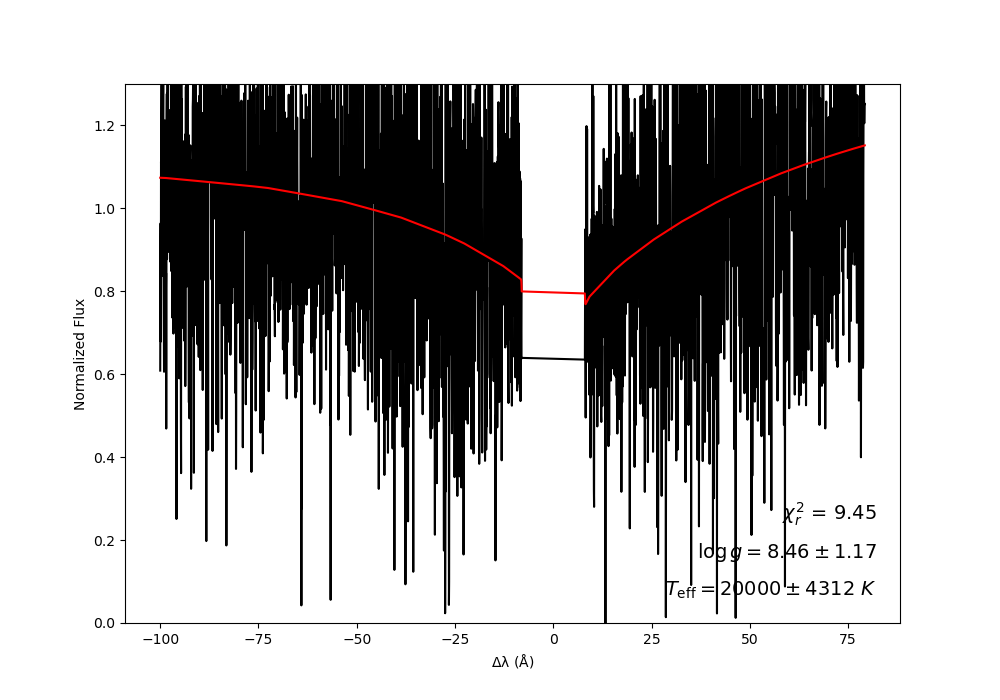 1.2
1.0
0.8
0.6
0.4
0.2
0.0
Normalized Flux
χ²ᵣ = 9.45
log g = 8.46 ± 1.17
T_eff = 20000 ± 4312 K
−100 −75 −50 −25 0 25 50 75
Δλ (Å)